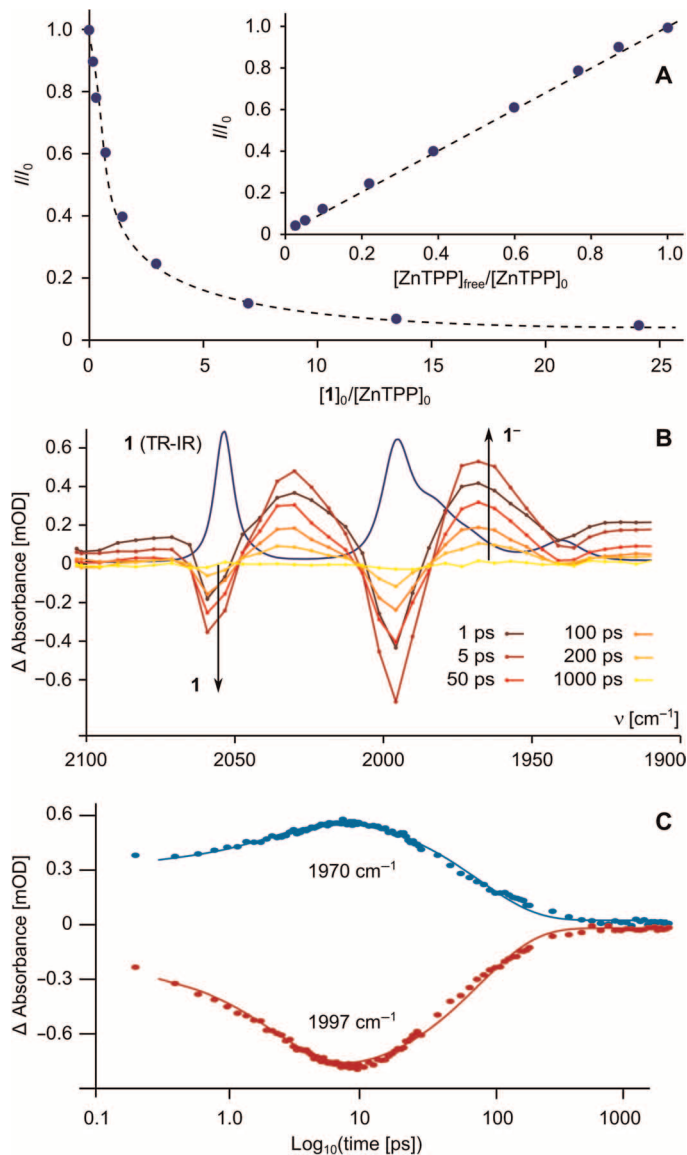 1.0
0.8
0.6
0.4
0.2
0
I/I0
0
5
10
15
20
25
[1]0/[ZnTPP]0
1.0
0.8
0.6
0.4
0.2
0
I/I0
0
0.2
0.4
0.6
0.8
1.0
[ZnTPP]free/[ZnTPP]0
A
0.6
0.4
0.2
0
−0.2
−0.4
−0.6
Δ Absorbance [mOD]
1 (TR-IR)
1−
B
1
1 ps
5 ps
50 ps
100 ps
200 ps
1000 ps
ν [cm−1]
2100
2050
2000
1950
1900
0.6
0.3
0
−0.3
−0.6
Δ Absorbance [mOD]
C
1970 cm−1
1997 cm−1
0.1
1.0
10
100
1000
Log10(time [ps])